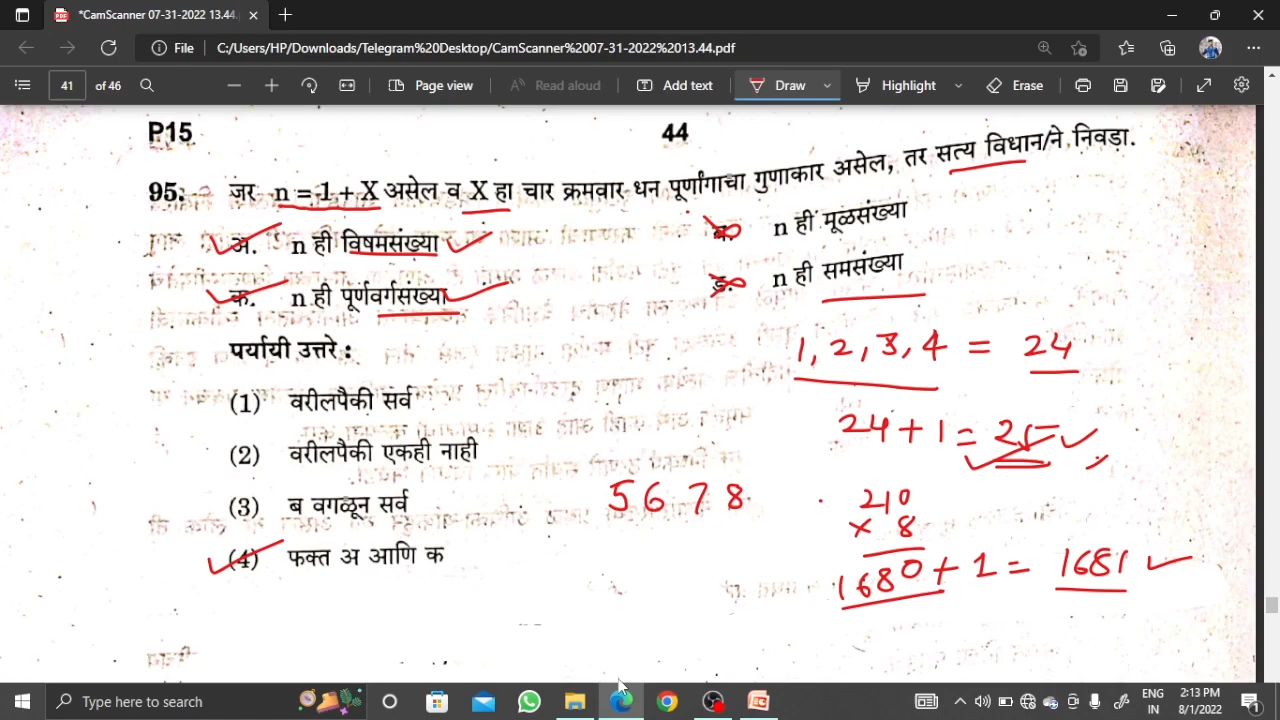 *CamScanner 07-31-2022 13.44.
File C:/Users/HP/Downloads/Telegram%20Desktop/CamScanner%2007-31-2022%2013.44.pdf
41 of 46 Page view Read aloud Add text Draw Highlight Erase
P15 44
95. जर n = 1 + X असेल व X हा चार क्रमवार धन पूर्णांगाचा गुणाकार असेल, तर सत्य विधान/ने निवडा.
अ. n ही विषमसंख्या ब. n ही मूळसंख्या
क. n ही पूर्णवर्गसंख्या ड. n ही समसंख्या
पर्यायी उत्तरे :
1, 2, 3, 4 = 24
(1) वरीलपैकी सर्व
24 + 1 = 25
(2) वरीलपैकी एकही नाही
(3) ब वगळून सर्व
5 6 7 8
210
× 8
(4) फक्त अ आणि क
1680 + 1 = 1681
Type here to search
ENG 2:13 PM
IN 8/1/2022
1